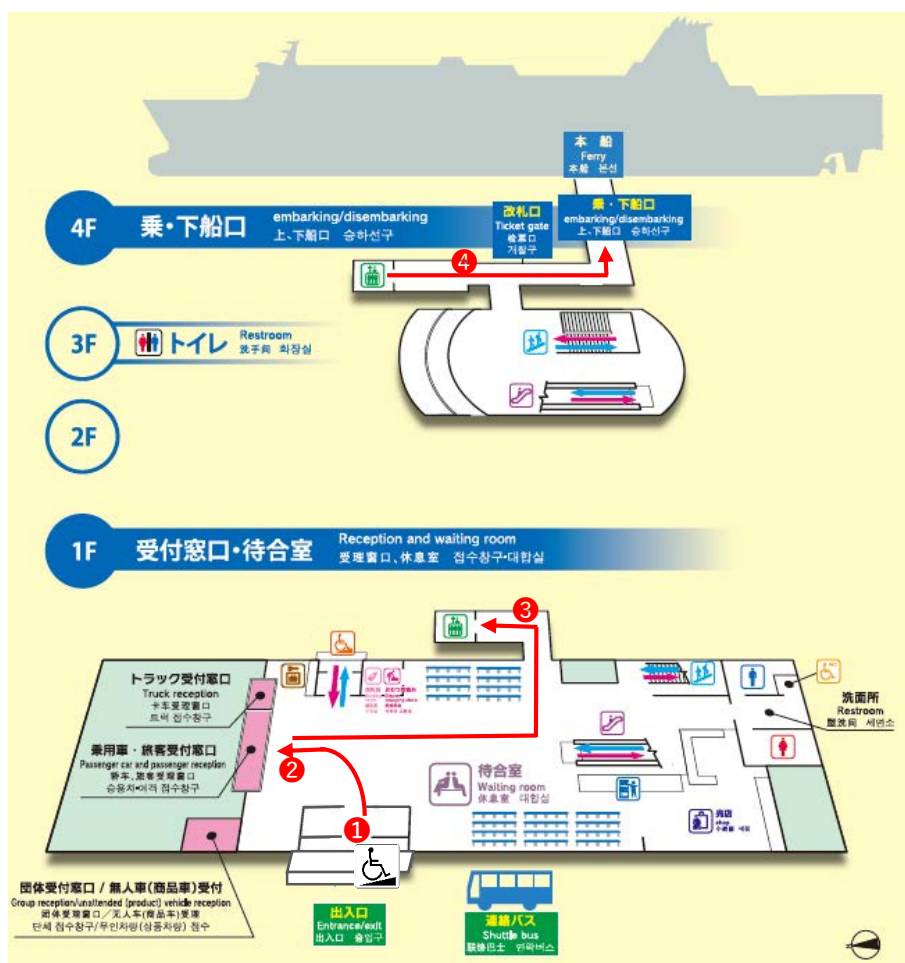 本 船
Ferry
本船 본선
4F
乗・下船口
embarking/disembarking
上、下船口 승하선구
改札口
Ticket gate
检票口
개찰구
乗・下船口
embarking/disembarking
上、下船口 승하선구
4
3F
トイレ
Restroom
洗手间 화장실
2F
1F
受付窓口・待合室
Reception and waiting room
受理窗口、休息室 접수창구・대합실
3
トラック受付窓口
Truck reception
卡车受理窗口
트럭 접수창구
洗面所
Restroom
盥洗间 세면소
乗用車・旅客受付窓口
Passenger car and passenger reception
轿车、旅客受理窗口
승용차・여객 접수창구
2
待合室
Waiting room
休息室 대합실
売店
shop
小卖部 매점
1
団体受付窓口 / 無人車(商品車)受付
Group reception/unattended (product) vehicle reception
团体受理窗口／无人车(商品车)受理
단체 접수창구/무인차량(상품차량) 접수
出入口
Entrance/exit
出入口 출입구
連絡バス
Shuttle bus
联络巴士 연락버스